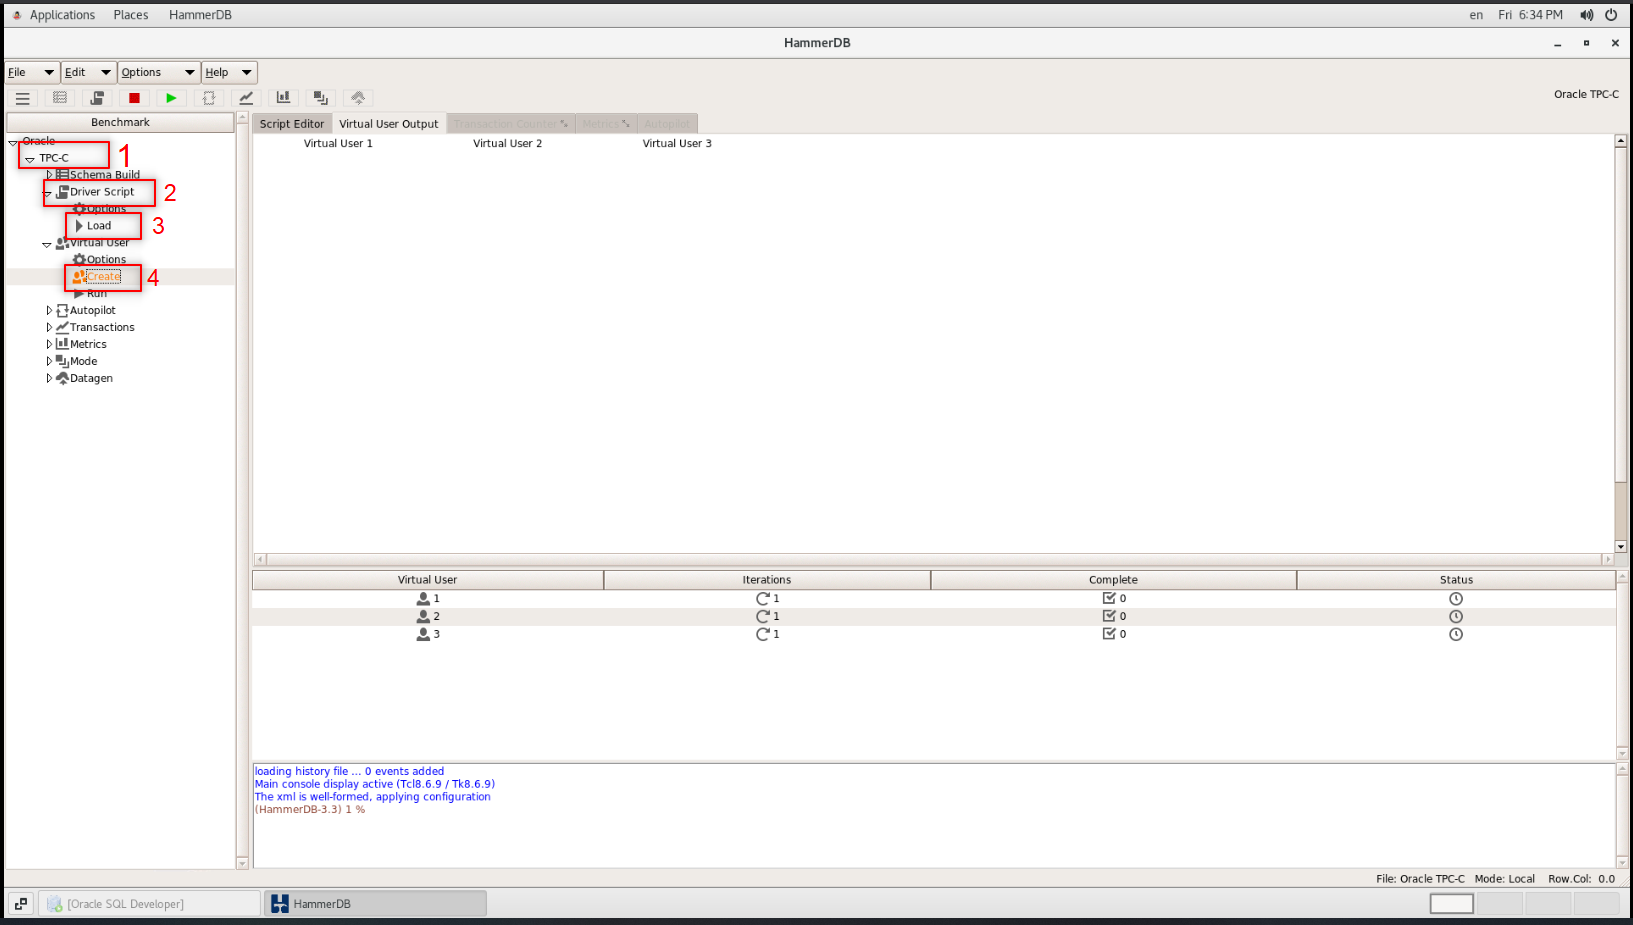 Applications Places HammerDB en Fri 6:34 PM
HammerDB
File Edit Options Help
Oracle TPC-C
Benchmark
Script Editor Virtual User Output Transaction Counter Metrics Autopilot
Oracle
Virtual User 1 Virtual User 2 Virtual User 3
TPC-C 1
Schema Build
Driver Script 2
Options
Load 3
Virtual User
Options
Create 4
Run
Autopilot
Transactions
Metrics
Mode
Datagen
Virtual User Iterations Complete Status
1 1 0
2 1 0
3 1 0
loading history file ... 0 events added
Main console display active (Tcl8.6.9 / Tk8.6.9)
The xml is well-formed, applying configuration
(HammerDB-3.3) 1 %
File: Oracle TPC-C Mode: Local Row.Col: 0.0
[Oracle SQL Developer] HammerDB